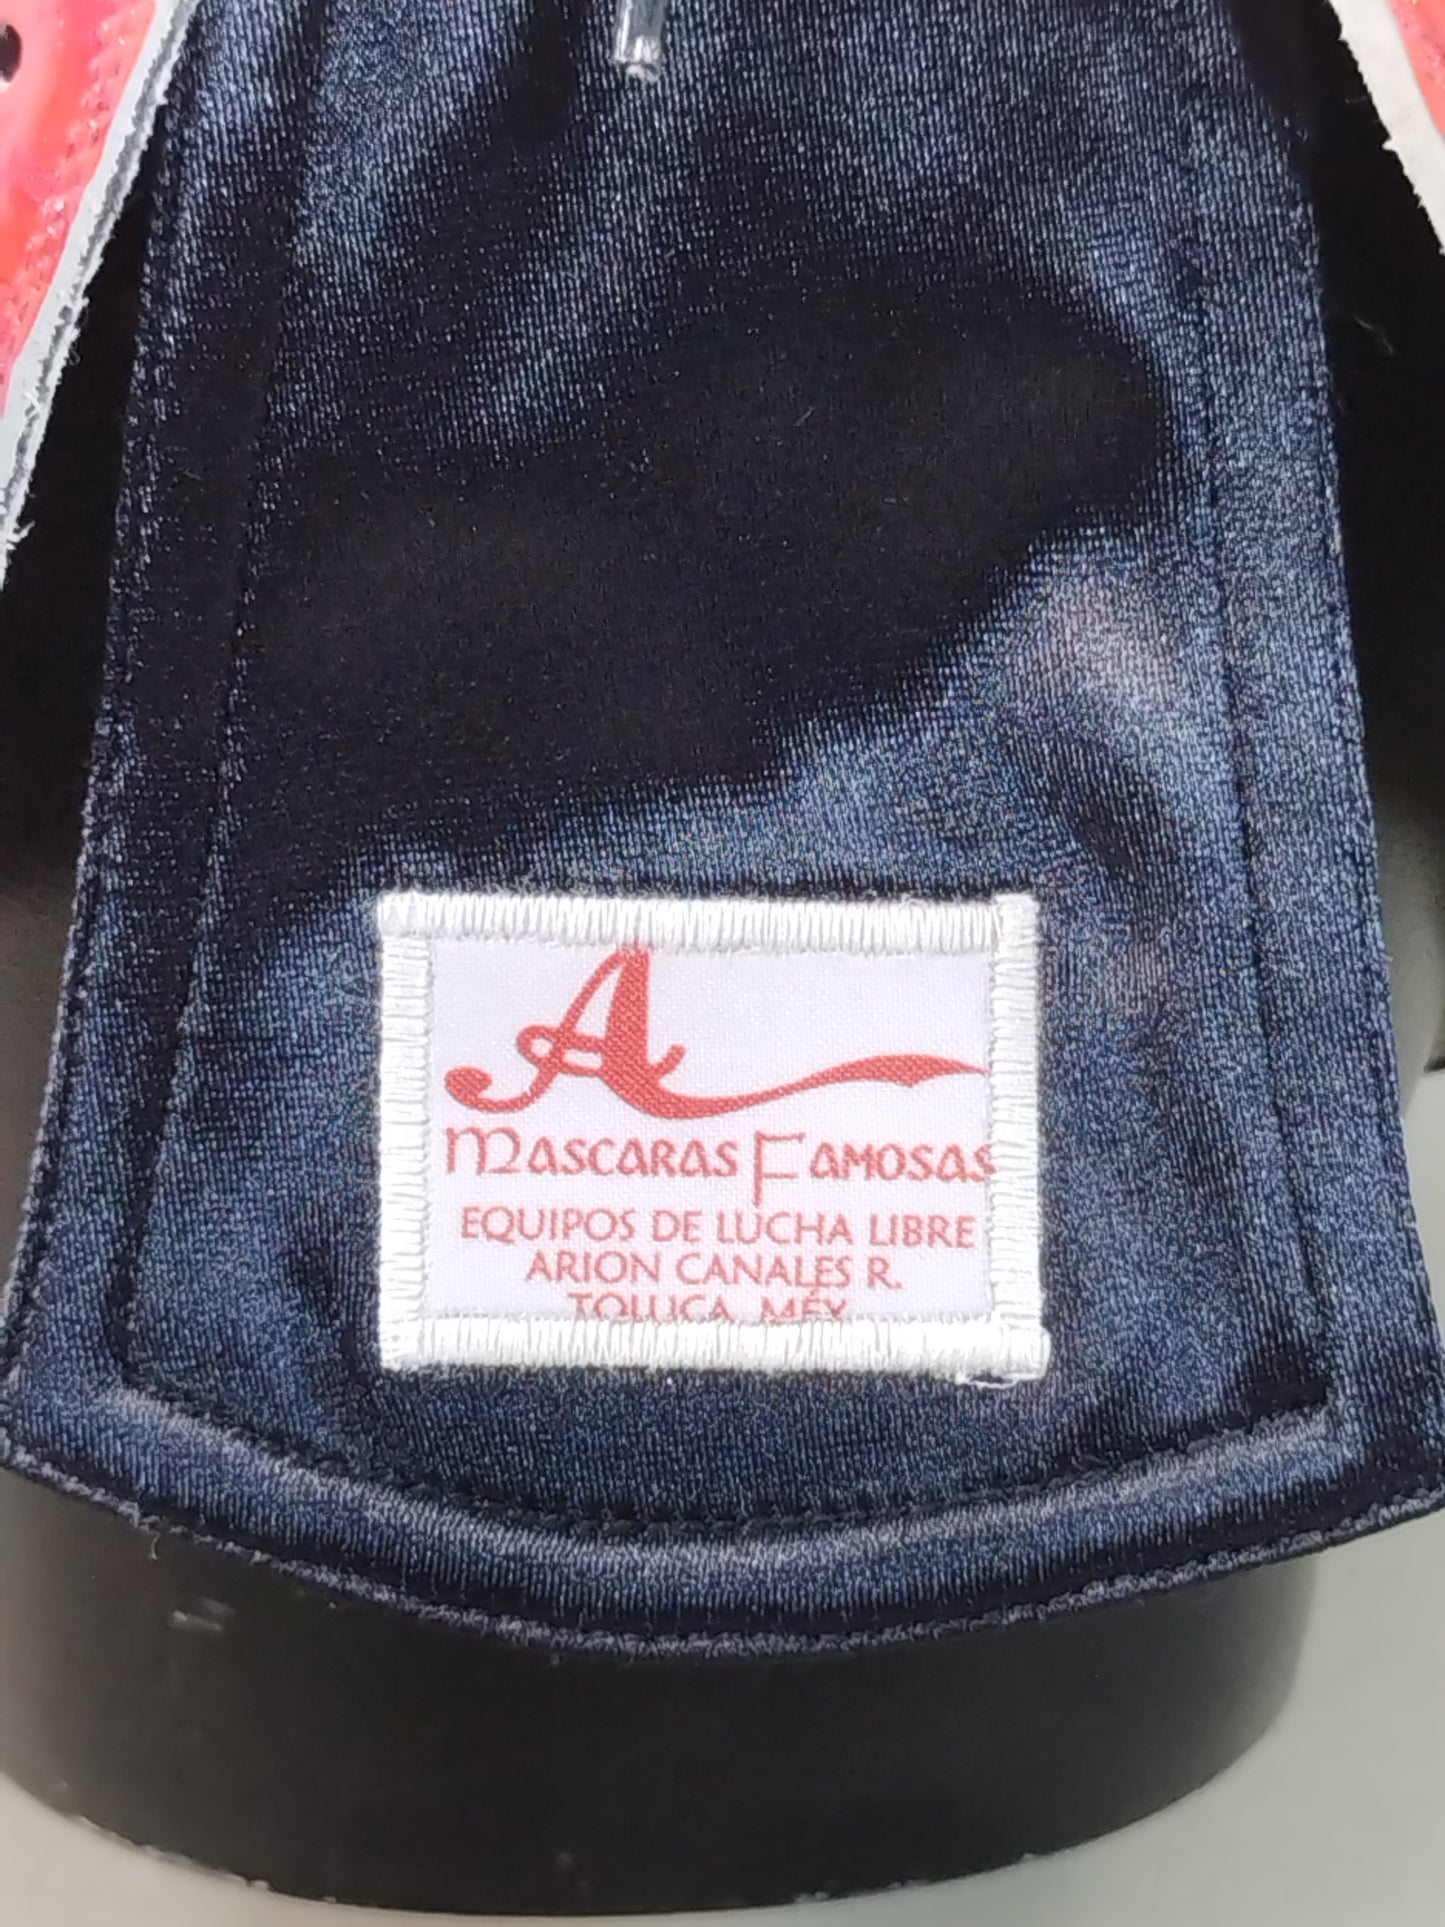 A
MASCARAS FAMOSAS
EQUIPOS DE LUCHA LIBRE
ARION CANALES R.
TOLUCA, MÉX.